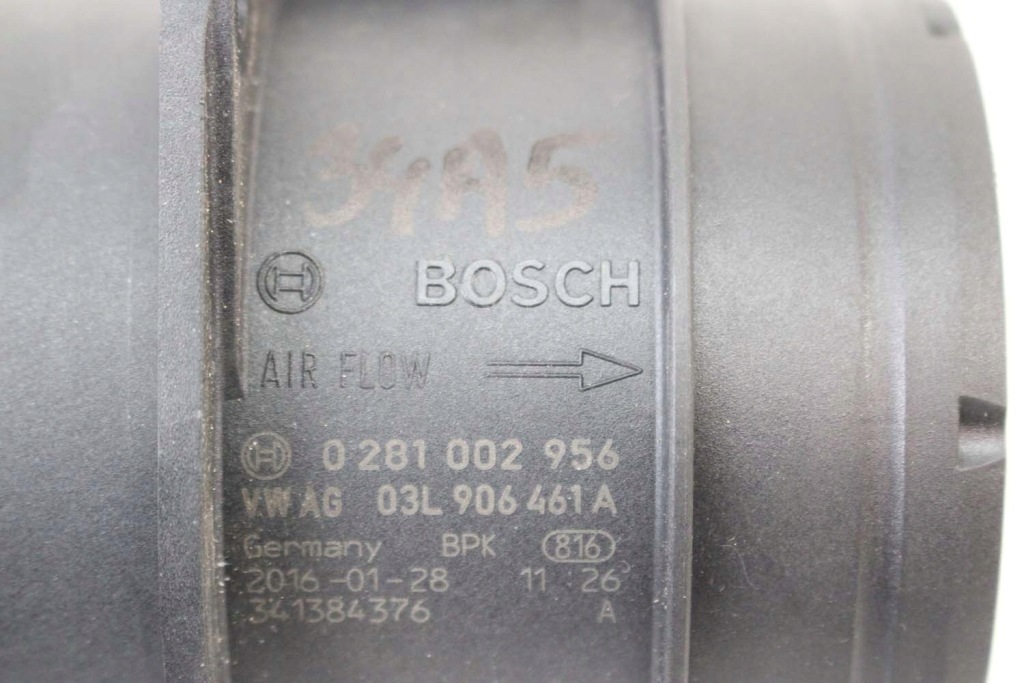 BOSCH
AIR FLOW
0 281 002 956
VW AG 03L 906 461 A
Germany BPK 816
2016-01-28 11:26
341384376 A